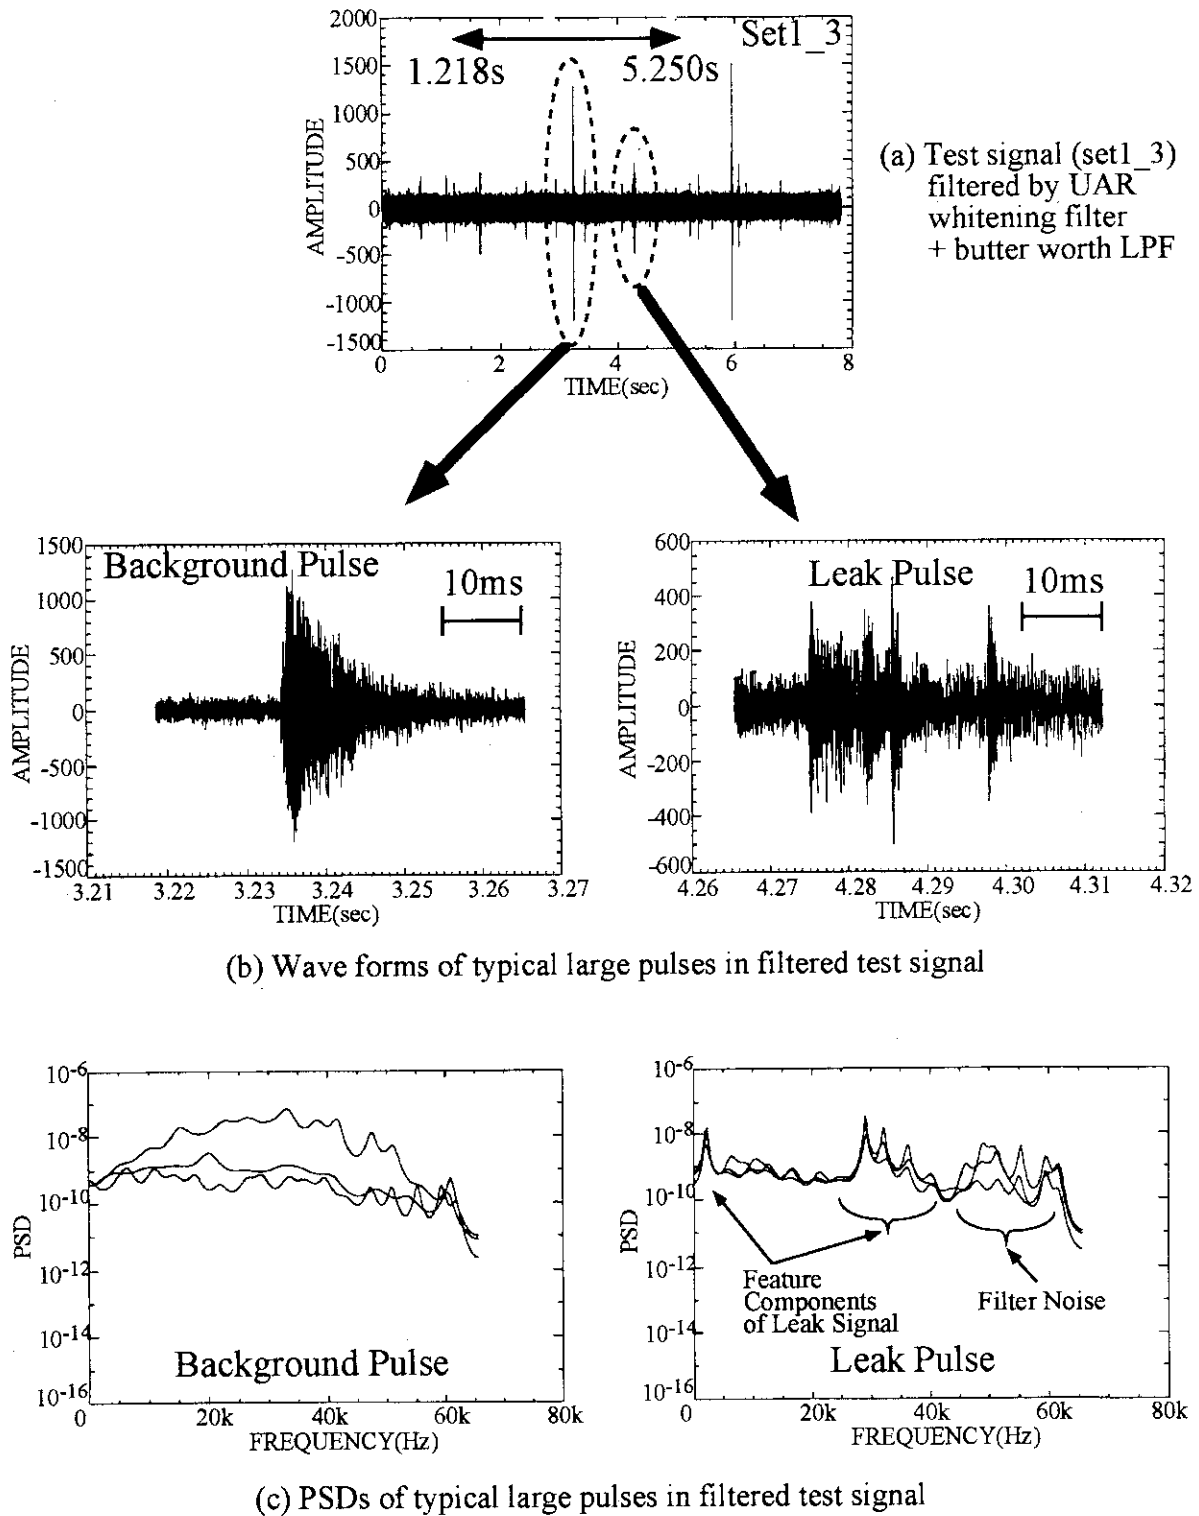 2000
1500
1000
500
0
-500
-1000
-1500
AMPLITUDE
Set1_3
1.218s
5.250s
0
2
4
6
8
TIME(sec)
(a) Test signal (set1_3)
filtered by UAR
whitening filter
+ butter worth LPF
1500
1000
500
0
-500
-1000
-1500
AMPLITUDE
Background Pulse
10ms
3.21
3.22
3.23
3.24
3.25
3.26
3.27
TIME(sec)
600
400
200
0
-200
-400
-600
AMPLITUDE
Leak Pulse
10ms
4.26
4.27
4.28
4.29
4.30
4.31
4.32
TIME(sec)
(b) Wave forms of typical large pulses in filtered test signal
10-6
10-8
10-10
10-12
10-14
10-16
PSD
Background Pulse
0
20k
40k
60k
80k
FREQUENCY(Hz)
10-6
10-8
10-10
10-12
10-14
10-16
PSD
Feature
Components
of Leak Signal
Filter Noise
Leak Pulse
0
20k
40k
60k
80k
FREQUENCY(Hz)
(c) PSDs of typical large pulses in filtered test signal